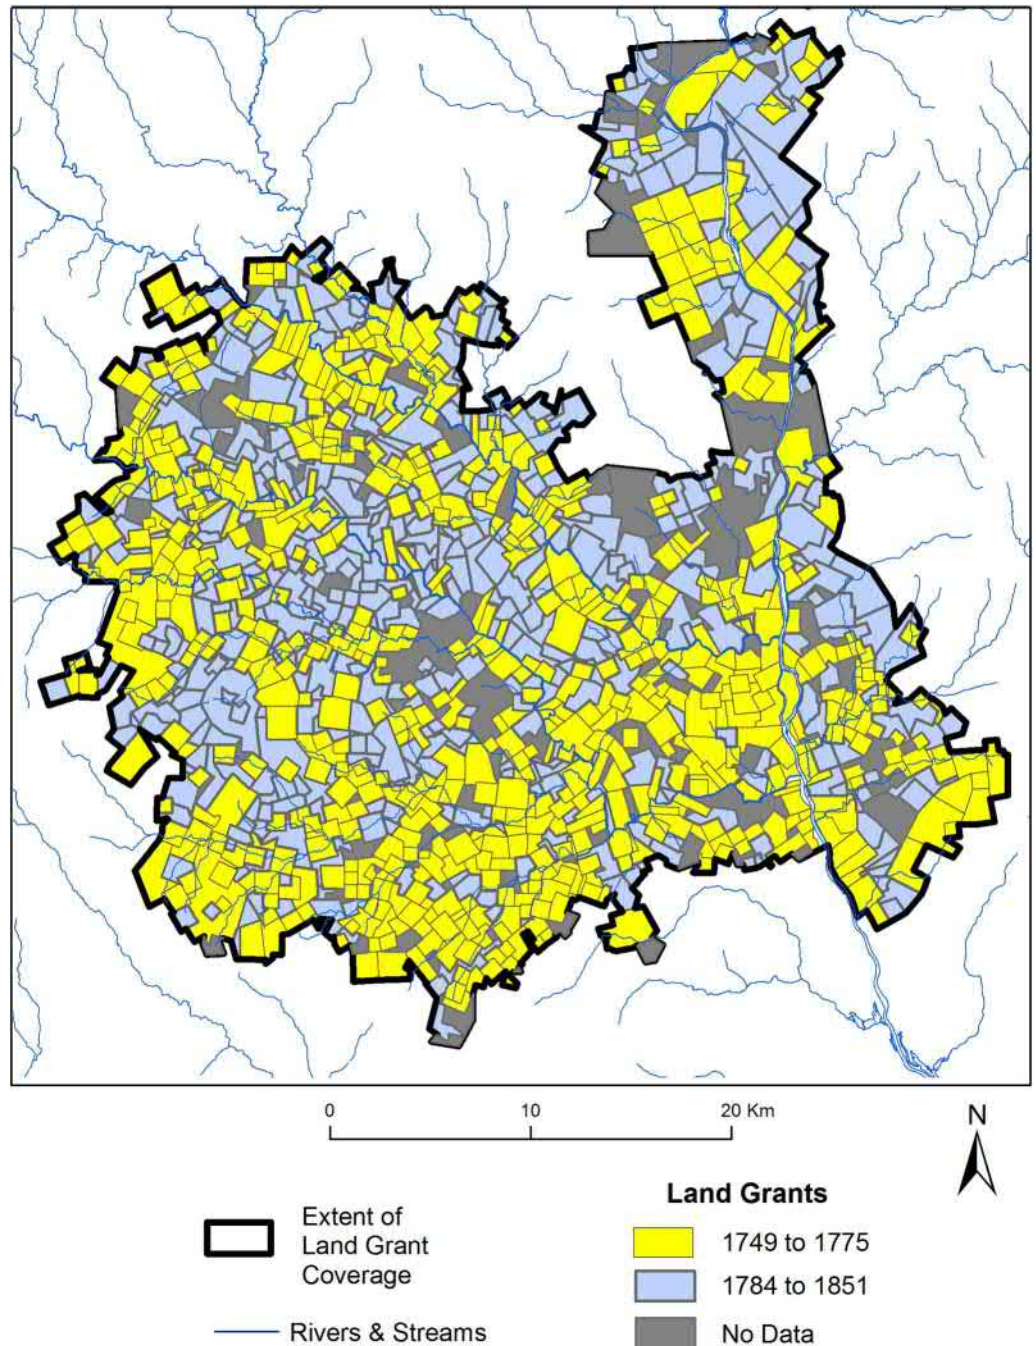 0 10 20 Km
N
Extent of
Land Grant
Coverage
Rivers & Streams
Land Grants
1749 to 1775
1784 to 1851
No Data